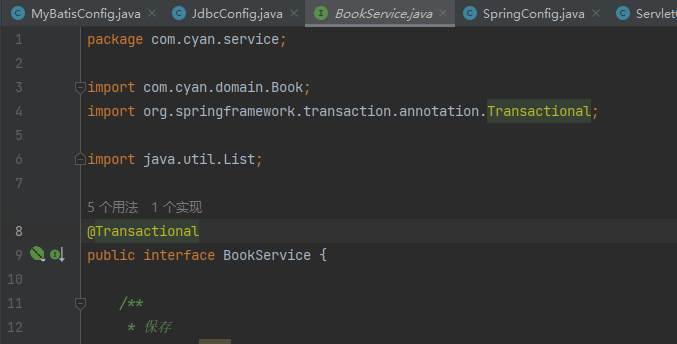 MyBatisConfig.java × JdbcConfig.java × BookService.java × SpringConfig.java × Servlet
1 package com.cyan.service;
2
3 import com.cyan.domain.Book;
4 import org.springframework.transaction.annotation.Transactional;
5
6 import java.util.List;
7
5 个用法 1 个实现
8 @Transactional
9 public interface BookService {
10
11 /**
12 * 保存